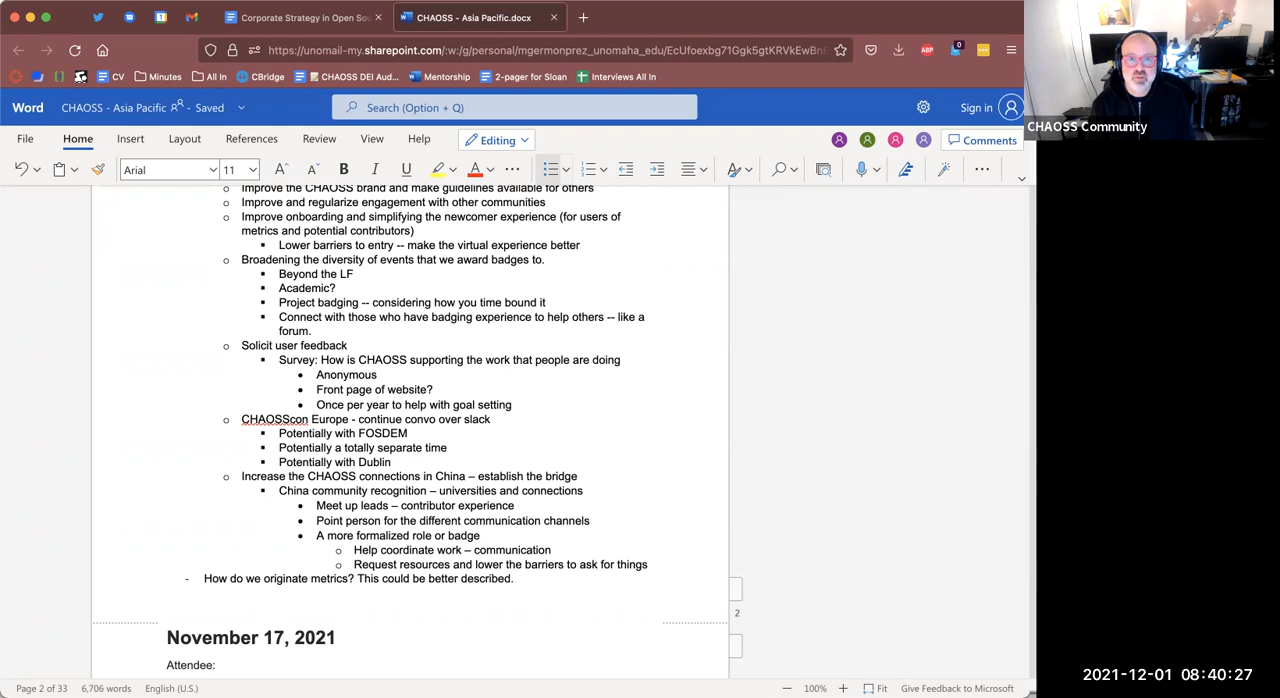 Corporate Strategy in Open Sou
CHAOSS - Asia Pacific.docx
https://unomail-my.sharepoint.com/:w:/g/personal/mgermonprez_unomaha_edu/EcUfoexbg71Ggk5gtKRVkEwBn
ABP
0
CV
Minutes
All In
CBridge
CHAOSS DEI Aud...
Mentorship
2-pager for Sloan
Interviews All In
Word
CHAOSS - Asia Pacific - Saved
Search (Option + Q)
Sign in
CHAOSS Community
File
Home
Insert
Layout
References
Review
View
Help
Editing
Comments
Arial
11
B
I
U
A
Improve the CHAOSS brand and make guidelines available for others
Improve and regularize engagement with other communities
Improve onboarding and simplifying the newcomer experience (for users of
metrics and potential contributors)
Lower barriers to entry -- make the virtual experience better
Broadening the diversity of events that we award badges to.
Beyond the LF
Academic?
Project badging -- considering how you time bound it
Connect with those who have badging experience to help others -- like a
forum.
Solicit user feedback
Survey: How is CHAOSS supporting the work that people are doing
Anonymous
Front page of website?
Once per year to help with goal setting
CHAOSScon Europe - continue convo over slack
Potentially with FOSDEM
Potentially a totally separate time
Potentially with Dublin
Increase the CHAOSS connections in China – establish the bridge
China community recognition – universities and connections
Meet up leads – contributor experience
Point person for the different communication channels
A more formalized role or badge
Help coordinate work – communication
Request resources and lower the barriers to ask for things
- How do we originate metrics? This could be better described.
2
November 17, 2021
Attendee:
2021-12-01 08:40:27
Page 2 of 33
6,706 words
English (U.S.)
100%
Fit
Give Feedback to Microsoft